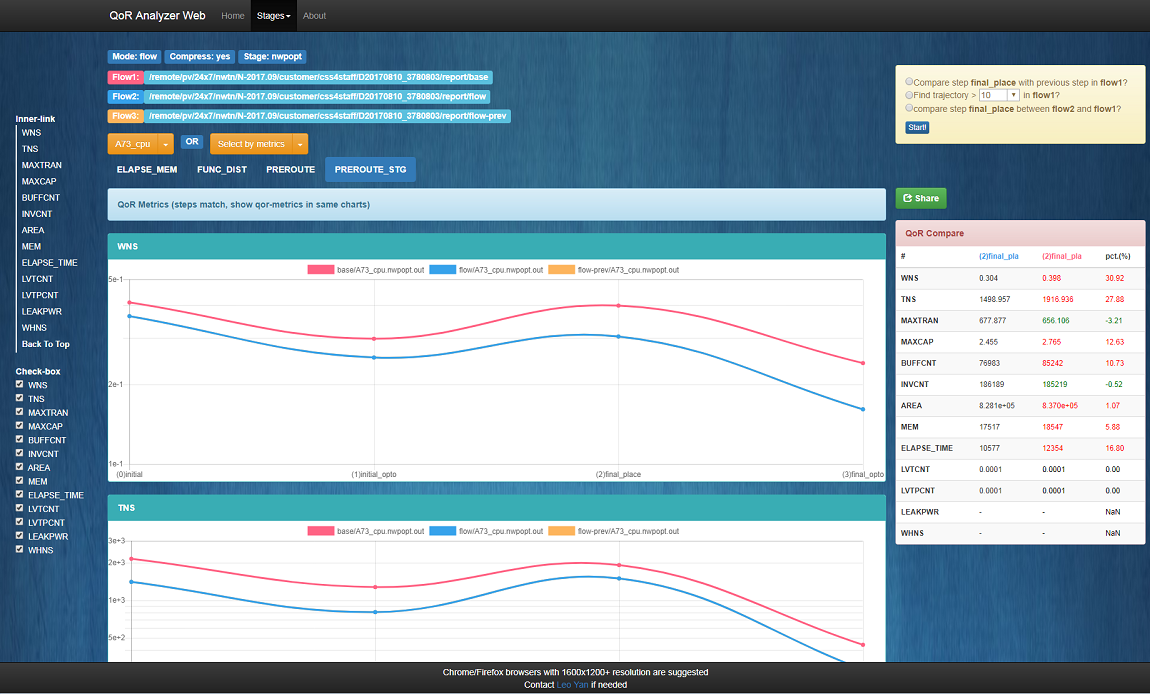 QoR Analyzer Web Home Stages About
Mode: flow Compress: yes Stage: nwpopt
Flow1: /remote/pv/24x7/nwtn/N-2017.09/customer/css4staff/D20170810_3780803/report/base
Flow2: /remote/pv/24x7/nwtn/N-2017.09/customer/css4staff/D20170810_3780803/report/flow
Flow3: /remote/pv/24x7/nwtn/N-2017.09/customer/css4staff/D20170810_3780803/report/flow-prev
A73_cpu OR Select by metrics
ELAPSE_MEM FUNC_DIST PREROUTE PREROUTE_STG
Inner-link
WNS
TNS
MAXTRAN
MAXCAP
BUFFCNT
INVCNT
AREA
MEM
ELAPSE_TIME
LVTCNT
LVTPCNT
LEAKPWR
WHNS
Back To Top
Check-box
WNS
TNS
MAXTRAN
MAXCAP
BUFFCNT
INVCNT
AREA
MEM
ELAPSE_TIME
LVTCNT
LVTPCNT
LEAKPWR
WHNS
QoR Metrics (steps match, show qor-metrics in same charts)
WNS
base/A73_cpu.nwpopt.out flow/A73_cpu.nwpopt.out flow-prev/A73_cpu.nwpopt.out
5e-1
2e-1
1e-1
(0)initial (1)initial_opto (2)final_place (3)final_opto
TNS
base/A73_cpu.nwpopt.out flow/A73_cpu.nwpopt.out flow-prev/A73_cpu.nwpopt.out
3e+3
2e+3
1e+3
5e+2
Compare step final_place with previous step in flow1?
Find trajectory > 10 in flow1?
compare step final_place between flow2 and flow1?
Start!
Share
QoR Compare
# (2)final_pla (2)final_pla pct.(%)
WNS 0.304 0.398 30.92
TNS 1498.957 1916.936 27.88
MAXTRAN 677.877 656.106 -3.21
MAXCAP 2.455 2.765 12.63
BUFFCNT 76983 85242 10.73
INVCNT 186189 185219 -0.52
AREA 8.281e+05 8.370e+05 1.07
MEM 17517 18547 5.88
ELAPSE_TIME 10577 12354 16.80
LVTCNT 0.0001 0.0001 0.00
LVTPCNT 0.0001 0.0001 0.00
LEAKPWR - - NaN
WHNS - - NaN
Chrome/Firefox browsers with 1600x1200+ resolution are suggested
Contact Leo Yan if needed